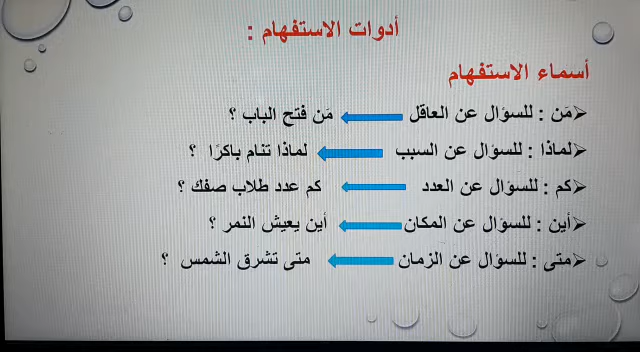 أدوات الاستفهام :
أسماء الاستفهام
مَن : للسؤال عن العاقل مَن فتح الباب ؟
لماذا : للسؤال عن السبب لماذا تنام باكرًا ؟
كم : للسؤال عن العدد كم عدد طلاب صفك ؟
أين : للسؤال عن المكان أين يعيش النمر ؟
متى : للسؤال عن الزمان متى تشرق الشمس ؟